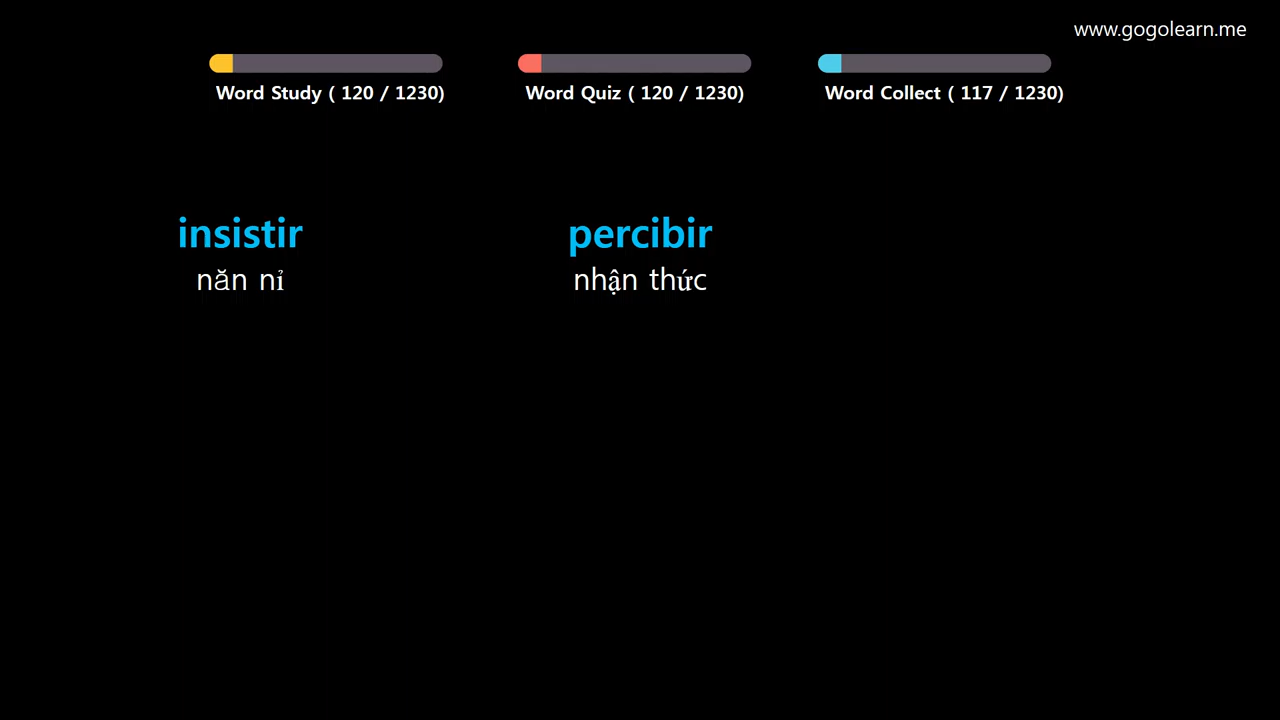 www.gogolearn.me
Word Study ( 120 / 1230)
Word Quiz ( 120 / 1230)
Word Collect ( 117 / 1230)
insistir
năn nỉ
percibir
nhận thức